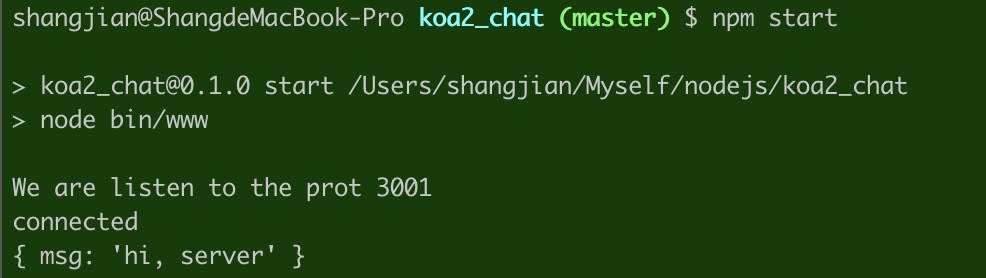 shangjian@ShangdeMacBook-Pro koa2_chat (master) $ npm start
> koa2_chat@0.1.0 start /Users/shangjian/Myself/nodejs/koa2_chat
> node bin/www
We are listen to the prot 3001
connected
{ msg: 'hi, server' }